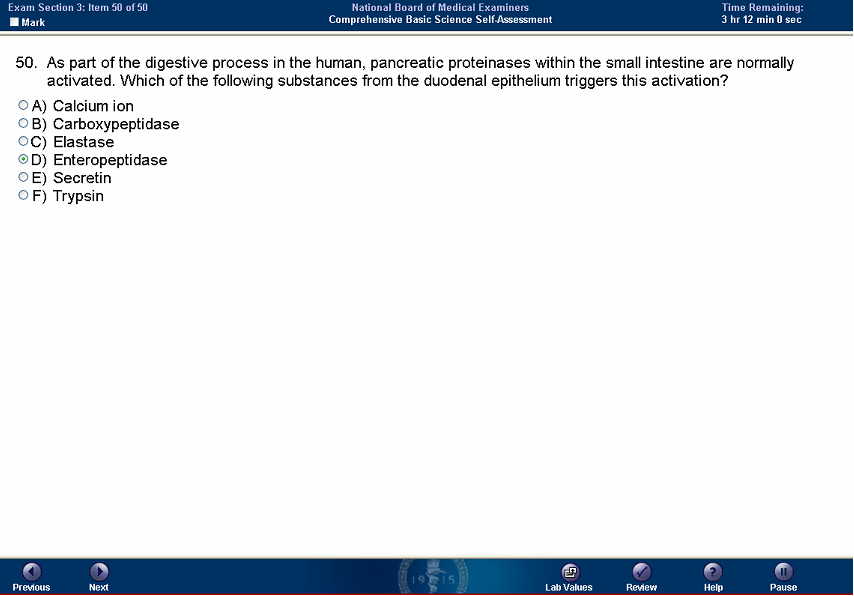 Exam Section 3: Item 50 of 50
National Board of Medical Examiners
Time Remaining:
Mark
Comprehensive Basic Science Self-Assessment
3 hr 12 min 0 sec
50. As part of the digestive process in the human, pancreatic proteinases within the small intestine are normally
activated. Which of the following substances from the duodenal epithelium triggers this activation?
A) Calcium ion
B) Carboxypeptidase
C) Elastase
D) Enteropeptidase
E) Secretin
F) Trypsin
1915
Previous
Next
Lab Values
Review
Help
Pause